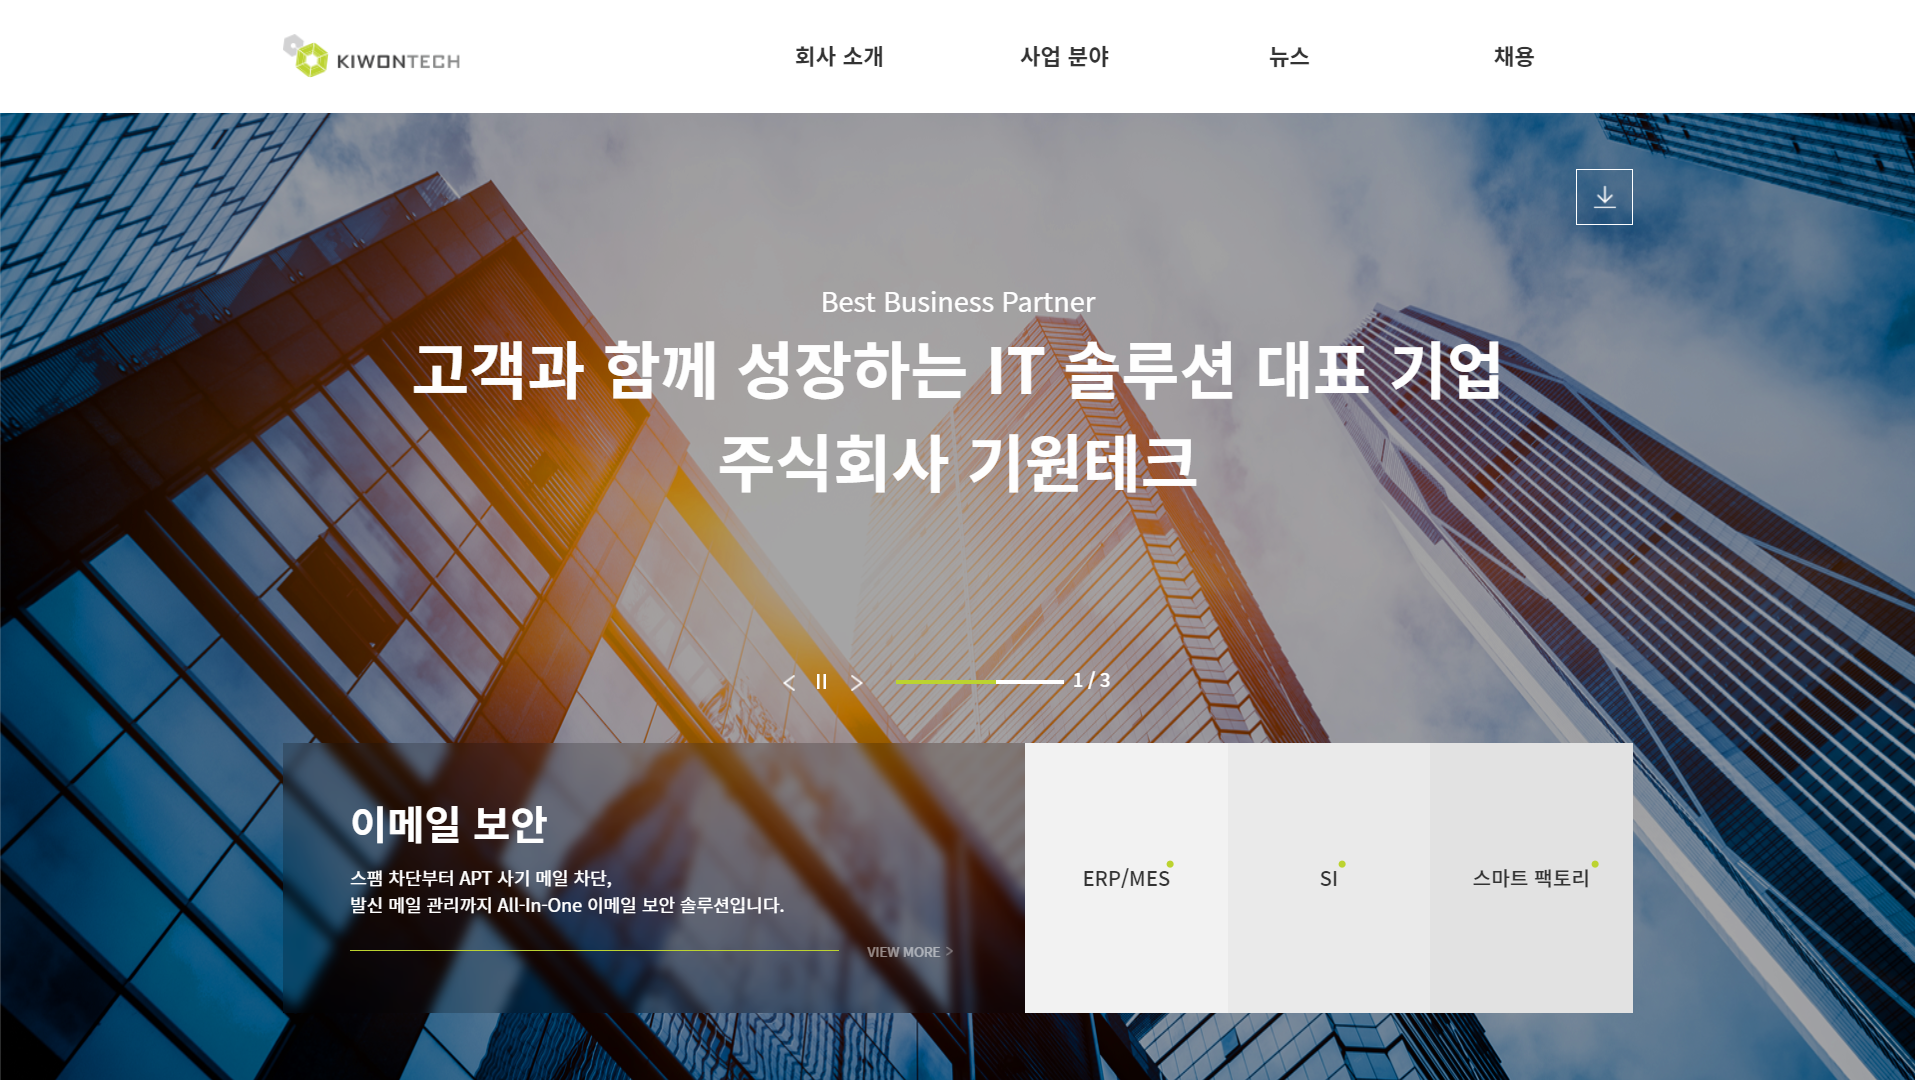 KIWONTECH
회사 소개
사업 분야
뉴스
채용
Best Business Partner
고객과 함께 성장하는 IT 솔루션 대표 기업
주식회사 기원테크
1 / 3
이메일 보안
스팸 차단부터 APT 사기 메일 차단,
발신 메일 관리까지 All-In-One 이메일 보안 솔루션입니다.
VIEW MORE >
ERP/MES
SI
스마트 팩토리